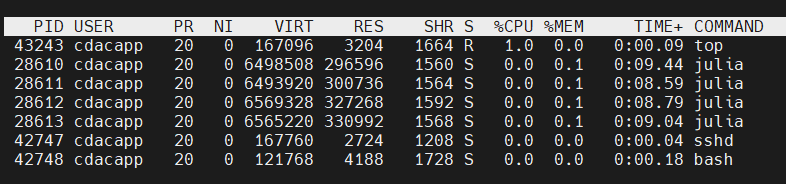 PID USER PR NI VIRT RES SHR S %CPU %MEM TIME+ COMMAND
43243 cdacapp 20 0 167096 3204 1664 R 1.0 0.0 0:00.09 top
28610 cdacapp 20 0 6498508 296596 1560 S 0.0 0.1 0:09.44 julia
28611 cdacapp 20 0 6493920 300736 1564 S 0.0 0.1 0:08.59 julia
28612 cdacapp 20 0 6569328 327268 1592 S 0.0 0.1 0:08.79 julia
28613 cdacapp 20 0 6565220 330992 1568 S 0.0 0.1 0:09.04 julia
42747 cdacapp 20 0 167760 2724 1208 S 0.0 0.0 0:00.04 sshd
42748 cdacapp 20 0 121768 4188 1728 S 0.0 0.0 0:00.18 bash